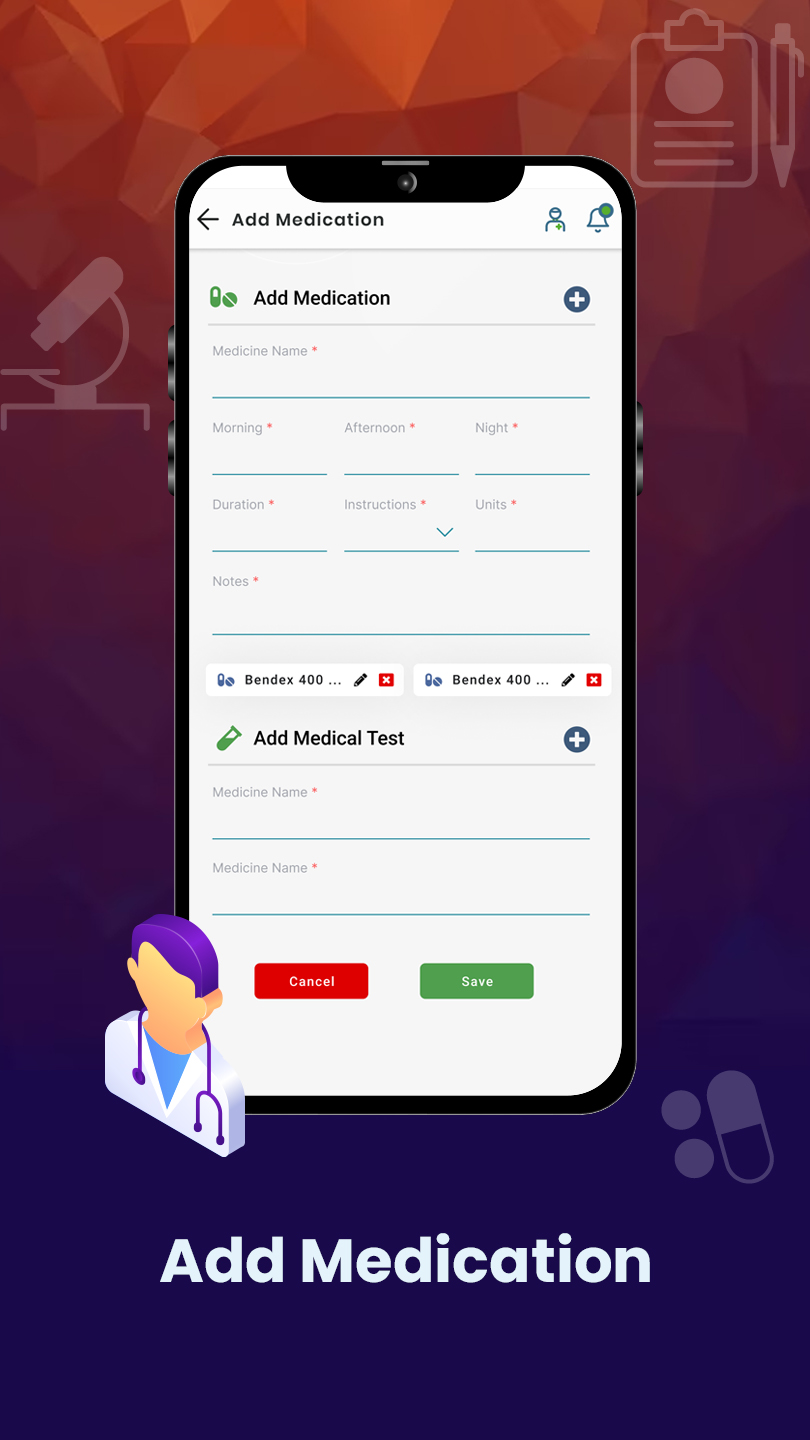 Add Medication
Add Medication
Medicine Name *
Morning * Afternoon * Night *
Duration * Instructions * Units *
Notes *
Bendex 400 ... Bendex 400 ...
Add Medical Test
Medicine Name *
Medicine Name *
Cancel Save
Add Medication